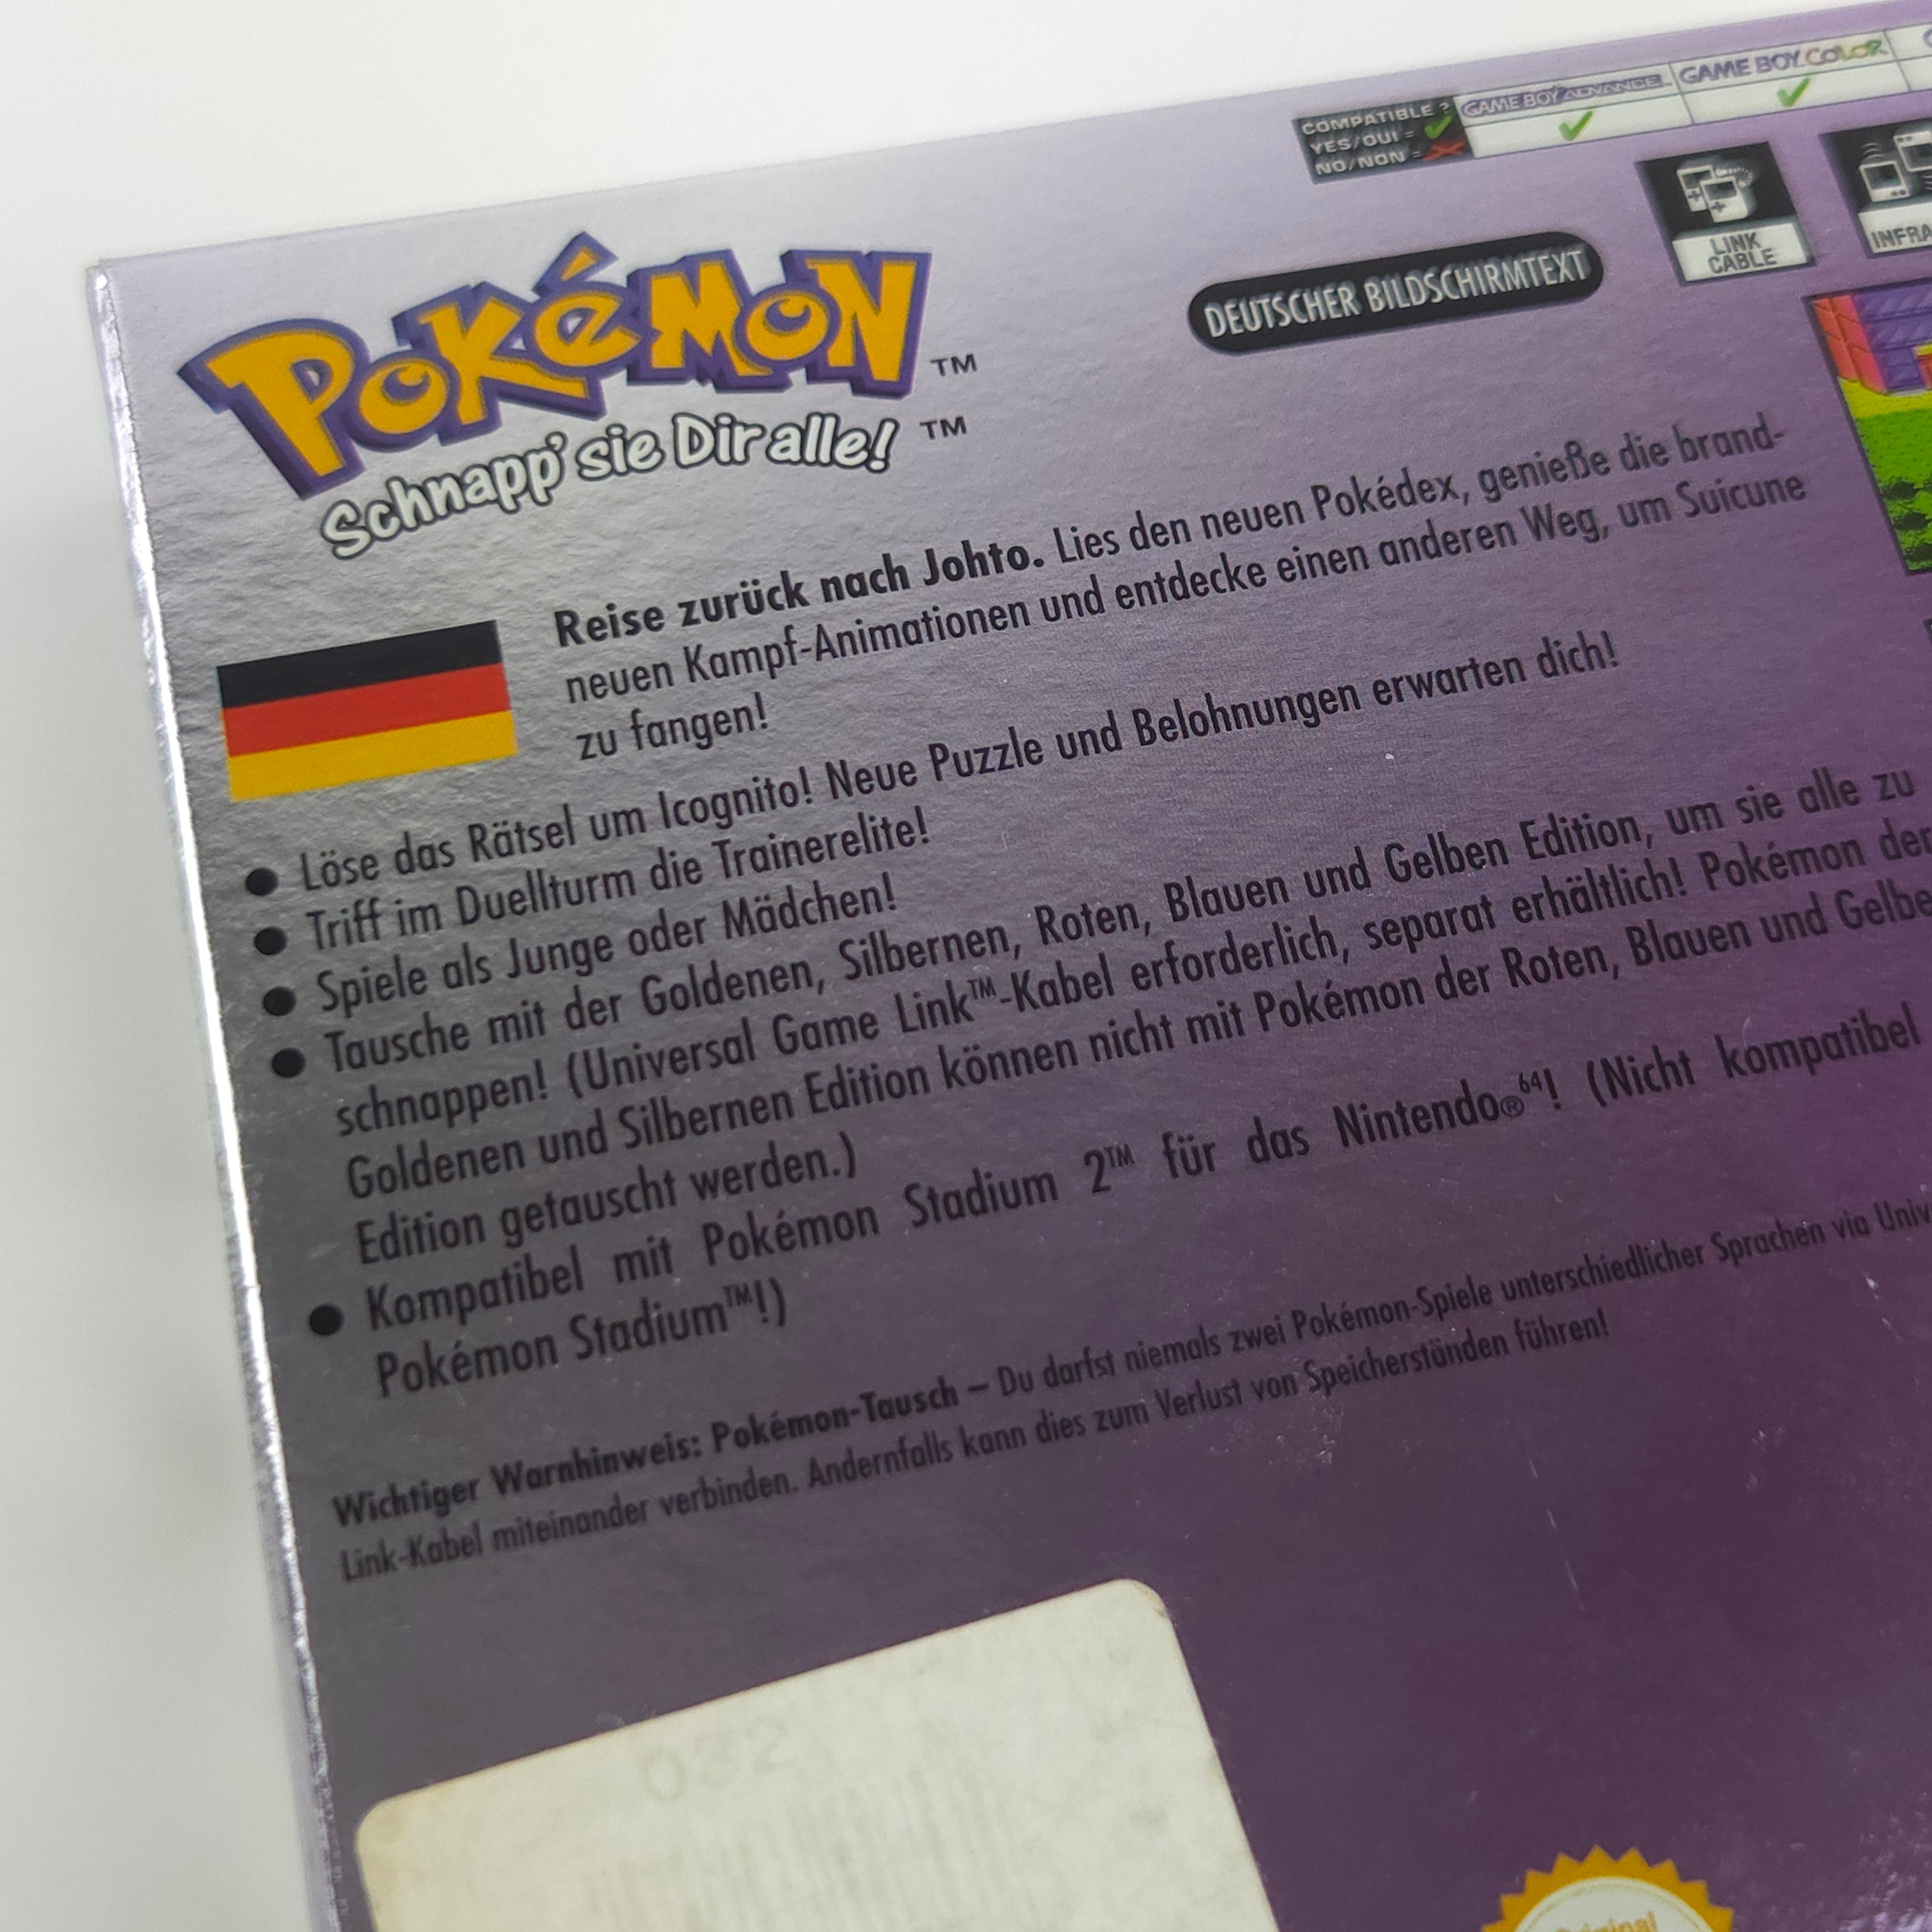 COMPATIBLE ? GAME BOY ADVANCE GAME BOY COLOR
YES/OUI =
NO/NON =
LINK
CABLE
DEUTSCHER BILDSCHIRMTEXT
POKéMON™
Schnapp' sie Dir alle!™
Reise zurück nach Johto. Lies den neuen Pokédex, genieße die brand-
neuen Kampf-Animationen und entdecke einen anderen Weg, um Suicune
zu fangen!
● Löse das Rätsel um Icognito! Neue Puzzle und Belohnungen erwarten dich!
● Triff im Duellturm die Trainerelite!
● Spiele als Junge oder Mädchen!
● Tausche mit der Goldenen, Silbernen, Roten, Blauen und Gelben Edition, um sie alle zu
schnappen! (Universal Game Link™-Kabel erforderlich, separat erhältlich! Pokémon der
Goldenen und Silbernen Edition können nicht mit Pokémon der Roten, Blauen und Gelbe
Edition getauscht werden.)
● Kompatibel mit Pokémon Stadium 2™ für das Nintendo®64! (Nicht kompatibel
Pokémon Stadium™!)
Wichtiger Warnhinweis: Pokémon-Tausch – Du darfst niemals zwei Pokémon-Spiele unterschiedlicher Sprachen via Univ
Link-Kabel miteinander verbinden. Andernfalls kann dies zum Verlust von Speicherständen führen!
032
Original